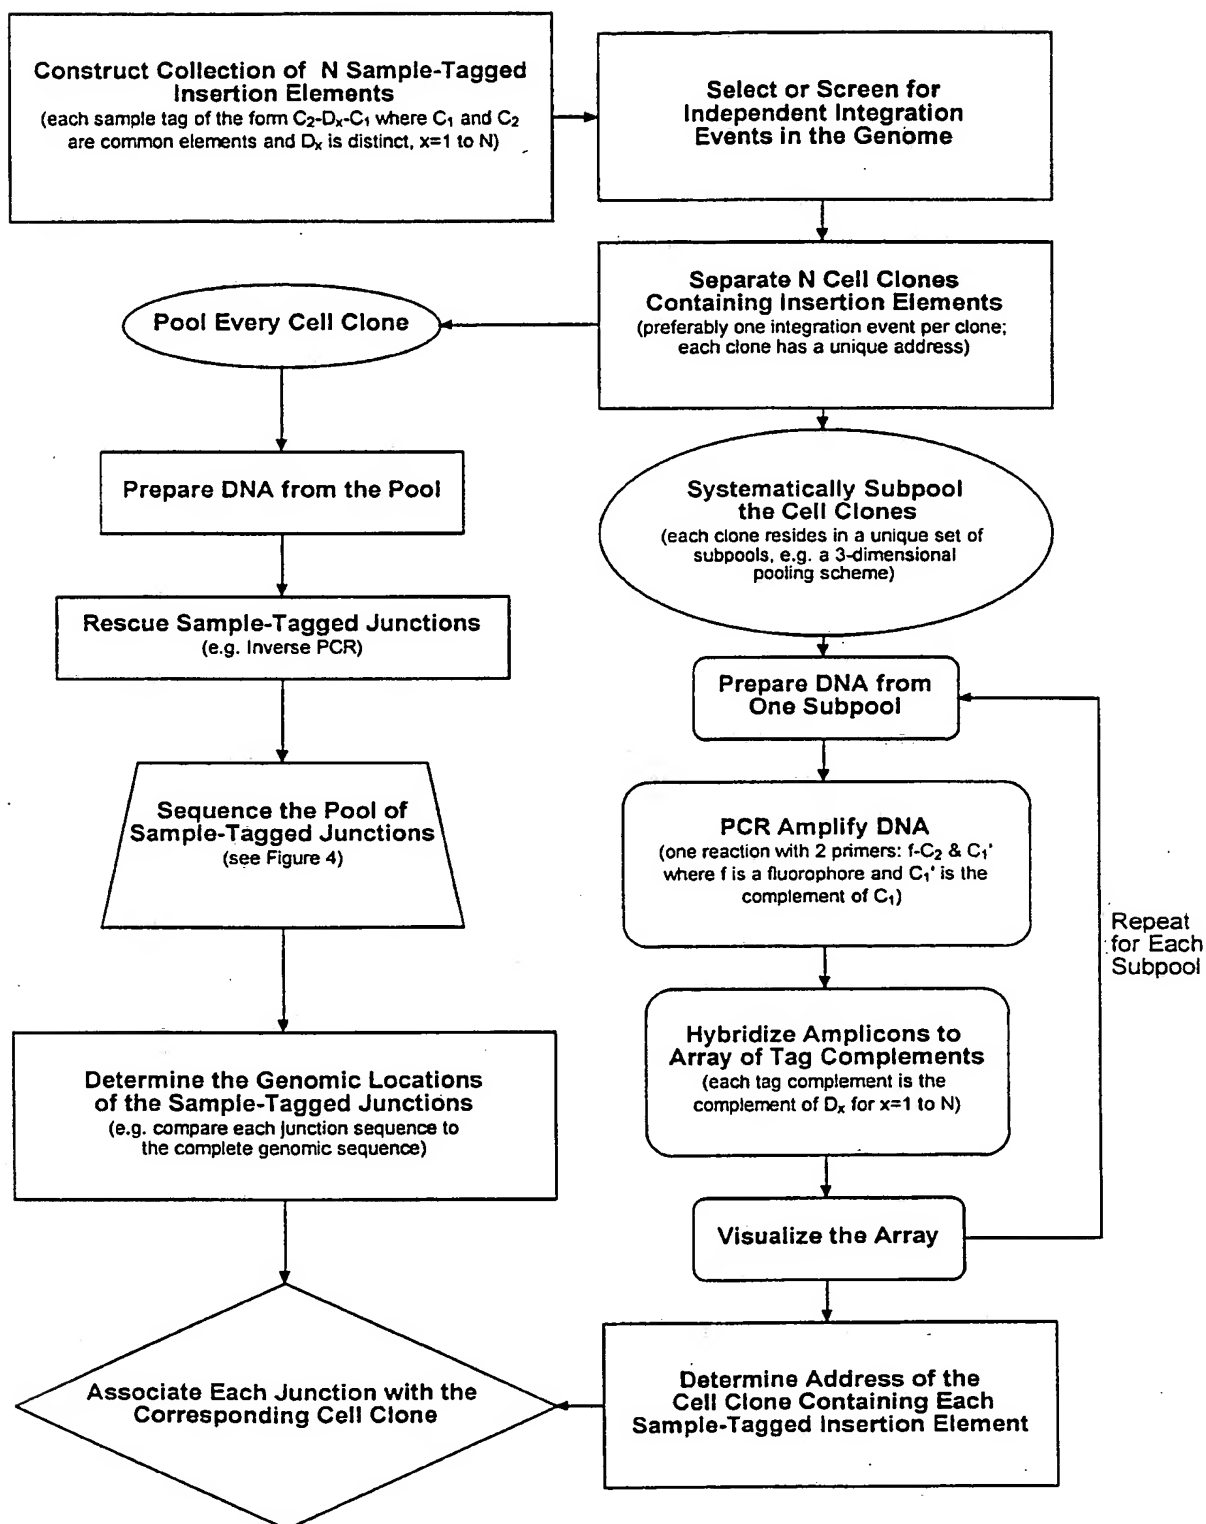 Construct Collection of N Sample-Tagged
Insertion Elements
(each sample tag of the form C₂-Dₓ-C₁ where C₁ and C₂
are common elements and Dₓ is distinct, x=1 to N)
Select or Screen for
Independent Integration
Events in the Genome
Separate N Cell Clones
Containing Insertion Elements
(preferably one integration event per clone;
each clone has a unique address)
Pool Every Cell Clone
Prepare DNA from the Pool
Rescue Sample-Tagged Junctions
(e.g. Inverse PCR)
Sequence the Pool of
Sample-Tagged Junctions
(see Figure 4)
Determine the Genomic Locations
of the Sample-Tagged Junctions
(e.g. compare each junction sequence to
the complete genomic sequence)
Systematically Subpool
the Cell Clones
(each clone resides in a unique set of
subpools, e.g. a 3-dimensional
pooling scheme)
Prepare DNA from
One Subpool
PCR Amplify DNA
(one reaction with 2 primers: f-C₂ & C₁'
where f is a fluorophore and C₁' is the
complement of C₁)
Repeat
for Each
Subpool
Hybridize Amplicons to
Array of Tag Complements
(each tag complement is the
complement of Dₓ for x=1 to N)
Visualize the Array
Determine Address of the
Cell Clone Containing Each
Sample-Tagged Insertion Element
Associate Each Junction with the
Corresponding Cell Clone